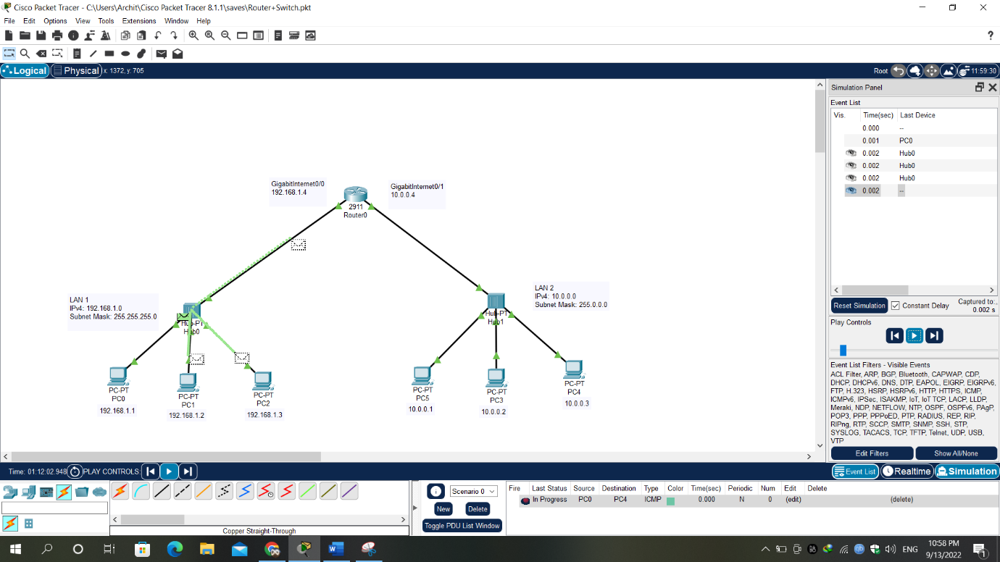 Cisco Packet Tracer - C:\Users\Archit\Cisco Packet Tracer 8.1.1\saves\Router+Switch.pkt
File Edit Options View Tools Extensions Window Help
?
Logical Physical x: 1372, y: 705 Root 11:59:30
Simulation Panel
Event List
Vis. Time(sec) Last Device
0.000 --
0.001 PC0
0.002 Hub0
0.002 Hub0
0.002 Hub0
0.002 --
Reset Simulation Constant Delay Captured to:
0.002 s
Play Controls
Event List Filters - Visible Events
ACL Filter, ARP, BGP, Bluetooth, CAPWAP, CDP,
DHCP, DHCPv6, DNS, DTP, EAPOL, EIGRP, EIGRPv6,
FTP, H.323, HSRP, HSRPv6, HTTP, HTTPS, ICMP,
ICMPv6, IPSec, ISAKMP, IoT, IoT TCP, LACP, LLDP,
Meraki, NDP, NETFLOW, NTP, OSPF, OSPFv6, PAgP,
POP3, PPP, PPPoED, PTP, RADIUS, REP, RIP,
RIPng, RTP, SCCP, SMTP, SNMP, SSH, STP,
SYSLOG, TACACS, TCP, TFTP, Telnet, UDP, USB,
VTP
Edit Filters Show All/None
Event List Realtime Simulation
GigabitInternet0/0
192.168.1.4
GigabitInternet0/1
10.0.0.4
2911
Router0
LAN 1
IPv4: 192.168.1.0
Subnet Mask: 255.255.255.0
Hub-PT
Hub0
LAN 2
IPv4: 10.0.0.0
Subnet Mask: 255.0.0.0
Hub-PT
Hub1
PC-PT
PC0
192.168.1.1
PC-PT
PC1
192.168.1.2
PC-PT
PC2
192.168.1.3
PC-PT
PC5
10.0.0.1
PC-PT
PC3
10.0.0.2
PC-PT
PC4
10.0.0.3
Time: 01:12:02.948 PLAY CONTROLS:
Copper Straight-Through
Scenario 0
New Delete
Toggle PDU List Window
Fire Last Status Source Destination Type Color Time(sec) Periodic Num Edit Delete
In Progress PC0 PC4 ICMP 0.000 N 0 (edit) (delete)
ENG
10:58 PM
9/13/2022
1